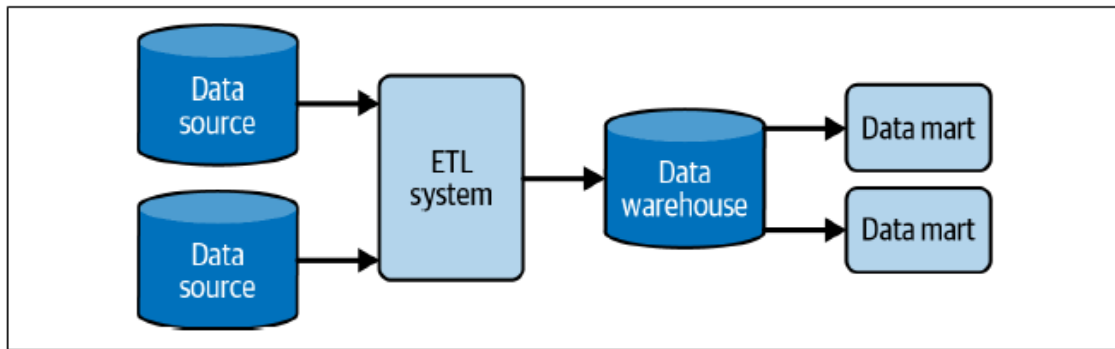 Data
source
Data
source
ETL
system
Data
warehouse
Data mart
Data mart